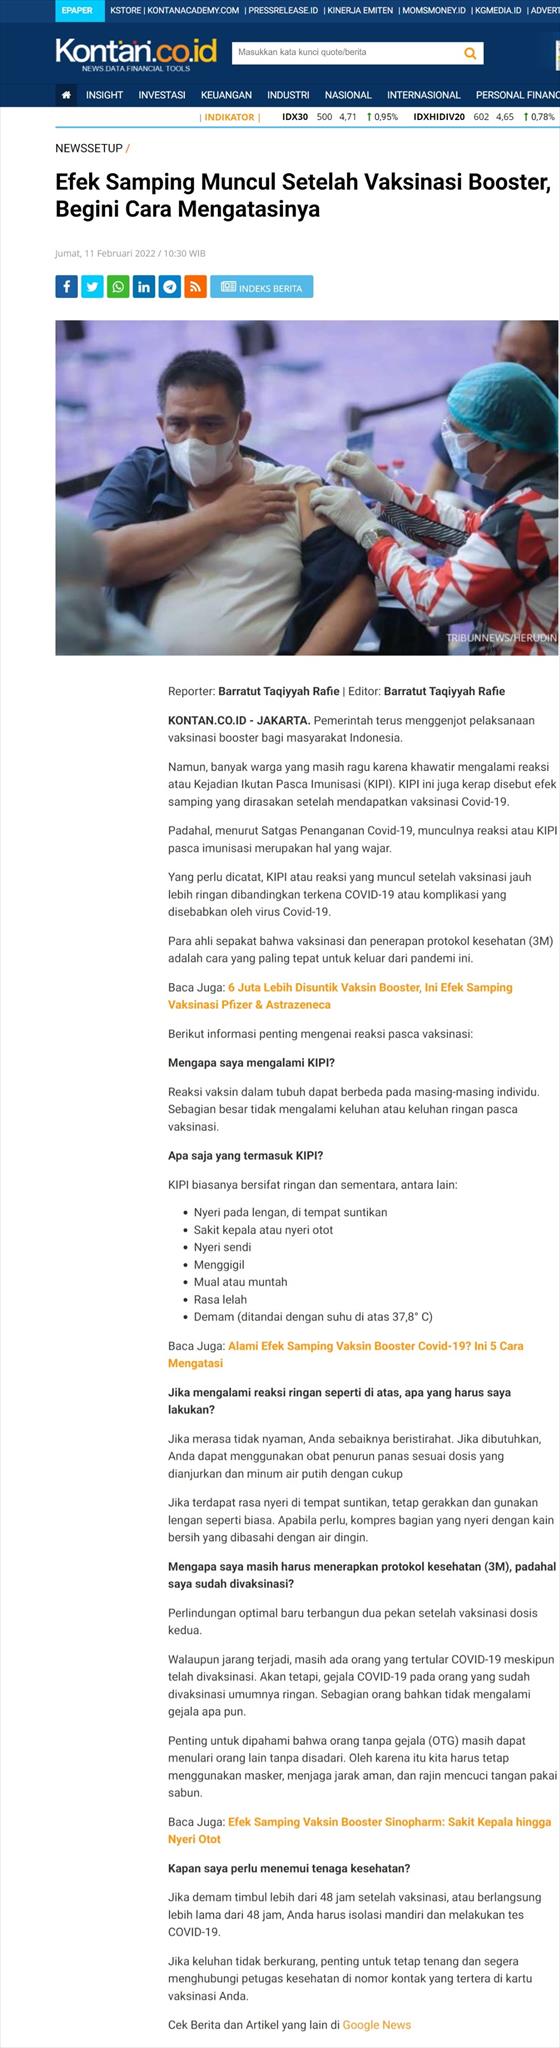 EPAPER KSTORE | KONTANACADEMY.COM | PRESSRELEASE.ID | KINERJA EMITEN | MOMSMONEY.ID | KGMEDIA.ID |
Kontan.co.id
NEWS.DATA.FINANCIAL TOOLS
Masukkan kata kunci quote/berita
INSIGHT INVESTASI KEUANGAN INDUSTRI NASIONAL INTERNASIONAL PERSONAL
| INDIKATOR | IDX30 500 4,71 0,95% IDXHIDIV20 602 4,65 0,78%
NEWSSETUP /
Efek Samping Muncul Setelah Vaksinasi Booster,
Begini Cara Mengatasinya
Jumat, 11 Februari 2022 / 10:30 WIB
INDEKS BERITA
TRIBUNNEWS/HERUDIN
Reporter: Barratut Taqiyyah Rafie | Editor: Barratut Taqiyyah Rafie
KONTAN.CO.ID - JAKARTA. Pemerintah terus menggenjot pelaksanaan
vaksinasi booster bagi masyarakat Indonesia.
Namun, banyak warga yang masih ragu karena khawatir mengalami reaksi
atau Kejadian Ikutan Pasca Imunisasi (KIPI). KIPI ini juga kerap disebut efek
samping yang dirasakan setelah mendapatkan vaksinasi Covid-19.
Padahal, menurut Satgas Penanganan Covid-19, munculnya reaksi atau KIPI
pasca imunisasi merupakan hal yang wajar.
Yang perlu dicatat, KIPI atau reaksi yang muncul setelah vaksinasi jauh
lebih ringan dibandingkan terkena COVID-19 atau komplikasi yang
disebabkan oleh virus Covid-19.
Para ahli sepakat bahwa vaksinasi dan penerapan protokol kesehatan (3M)
adalah cara yang paling tepat untuk keluar dari pandemi ini.
Baca Juga: 6 Juta Lebih Disuntik Vaksin Booster, Ini Efek Samping
Vaksinasi Pfizer & Astrazeneca
Berikut informasi penting mengenai reaksi pasca vaksinasi:
Mengapa saya mengalami KIPI?
Reaksi vaksin dalam tubuh dapat berbeda pada masing-masing individu.
Sebagian besar tidak mengalami keluhan atau keluhan ringan pasca
vaksinasi.
Apa saja yang termasuk KIPI?
KIPI biasanya bersifat ringan dan sementara, antara lain:
• Nyeri pada lengan, di tempat suntikan
• Sakit kepala atau nyeri otot
• Nyeri sendi
• Menggigil
• Mual atau muntah
• Rasa lelah
• Demam (ditandai dengan suhu di atas 37,8° C)
Baca Juga: Alami Efek Samping Vaksin Booster Covid-19? Ini 5 Cara
Mengatasi
Jika mengalami reaksi ringan seperti di atas, apa yang harus saya
lakukan?
Jika merasa tidak nyaman, Anda sebaiknya beristirahat. Jika dibutuhkan,
Anda dapat menggunakan obat penurun panas sesuai dosis yang
dianjurkan dan minum air putih dengan cukup
Jika terdapat rasa nyeri di tempat suntikan, tetap gerakkan dan gunakan
lengan seperti biasa. Apabila perlu, kompres bagian yang nyeri dengan kain
bersih yang dibasahi dengan air dingin.
Mengapa saya masih harus menerapkan protokol kesehatan (3M), padahal
saya sudah divaksinasi?
Perlindungan optimal baru terbangun dua pekan setelah vaksinasi dosis
kedua.
Walaupun jarang terjadi, masih ada orang yang tertular COVID-19 meskipun
telah divaksinasi. Akan tetapi, gejala COVID-19 pada orang yang sudah
divaksinasi umumnya ringan. Sebagian orang bahkan tidak mengalami
gejala apa pun.
Penting untuk dipahami bahwa orang tanpa gejala (OTG) masih dapat
menulari orang lain tanpa disadari. Oleh karena itu kita harus tetap
menggunakan masker, menjaga jarak aman, dan rajin mencuci tangan pakai
sabun.
Baca Juga: Efek Samping Vaksin Booster Sinopharm: Sakit Kepala hingga
Nyeri Otot
Kapan saya perlu menemui tenaga kesehatan?
Jika demam timbul lebih dari 48 jam setelah vaksinasi, atau berlangsung
lebih lama dari 48 jam, Anda harus isolasi mandiri dan melakukan tes
COVID-19.
Jika keluhan tidak berkurang, penting untuk tetap tenang dan segera
menghubungi petugas kesehatan di nomor kontak yang tertera di kartu
vaksinasi Anda.
Cek Berita dan Artikel yang lain di Google News